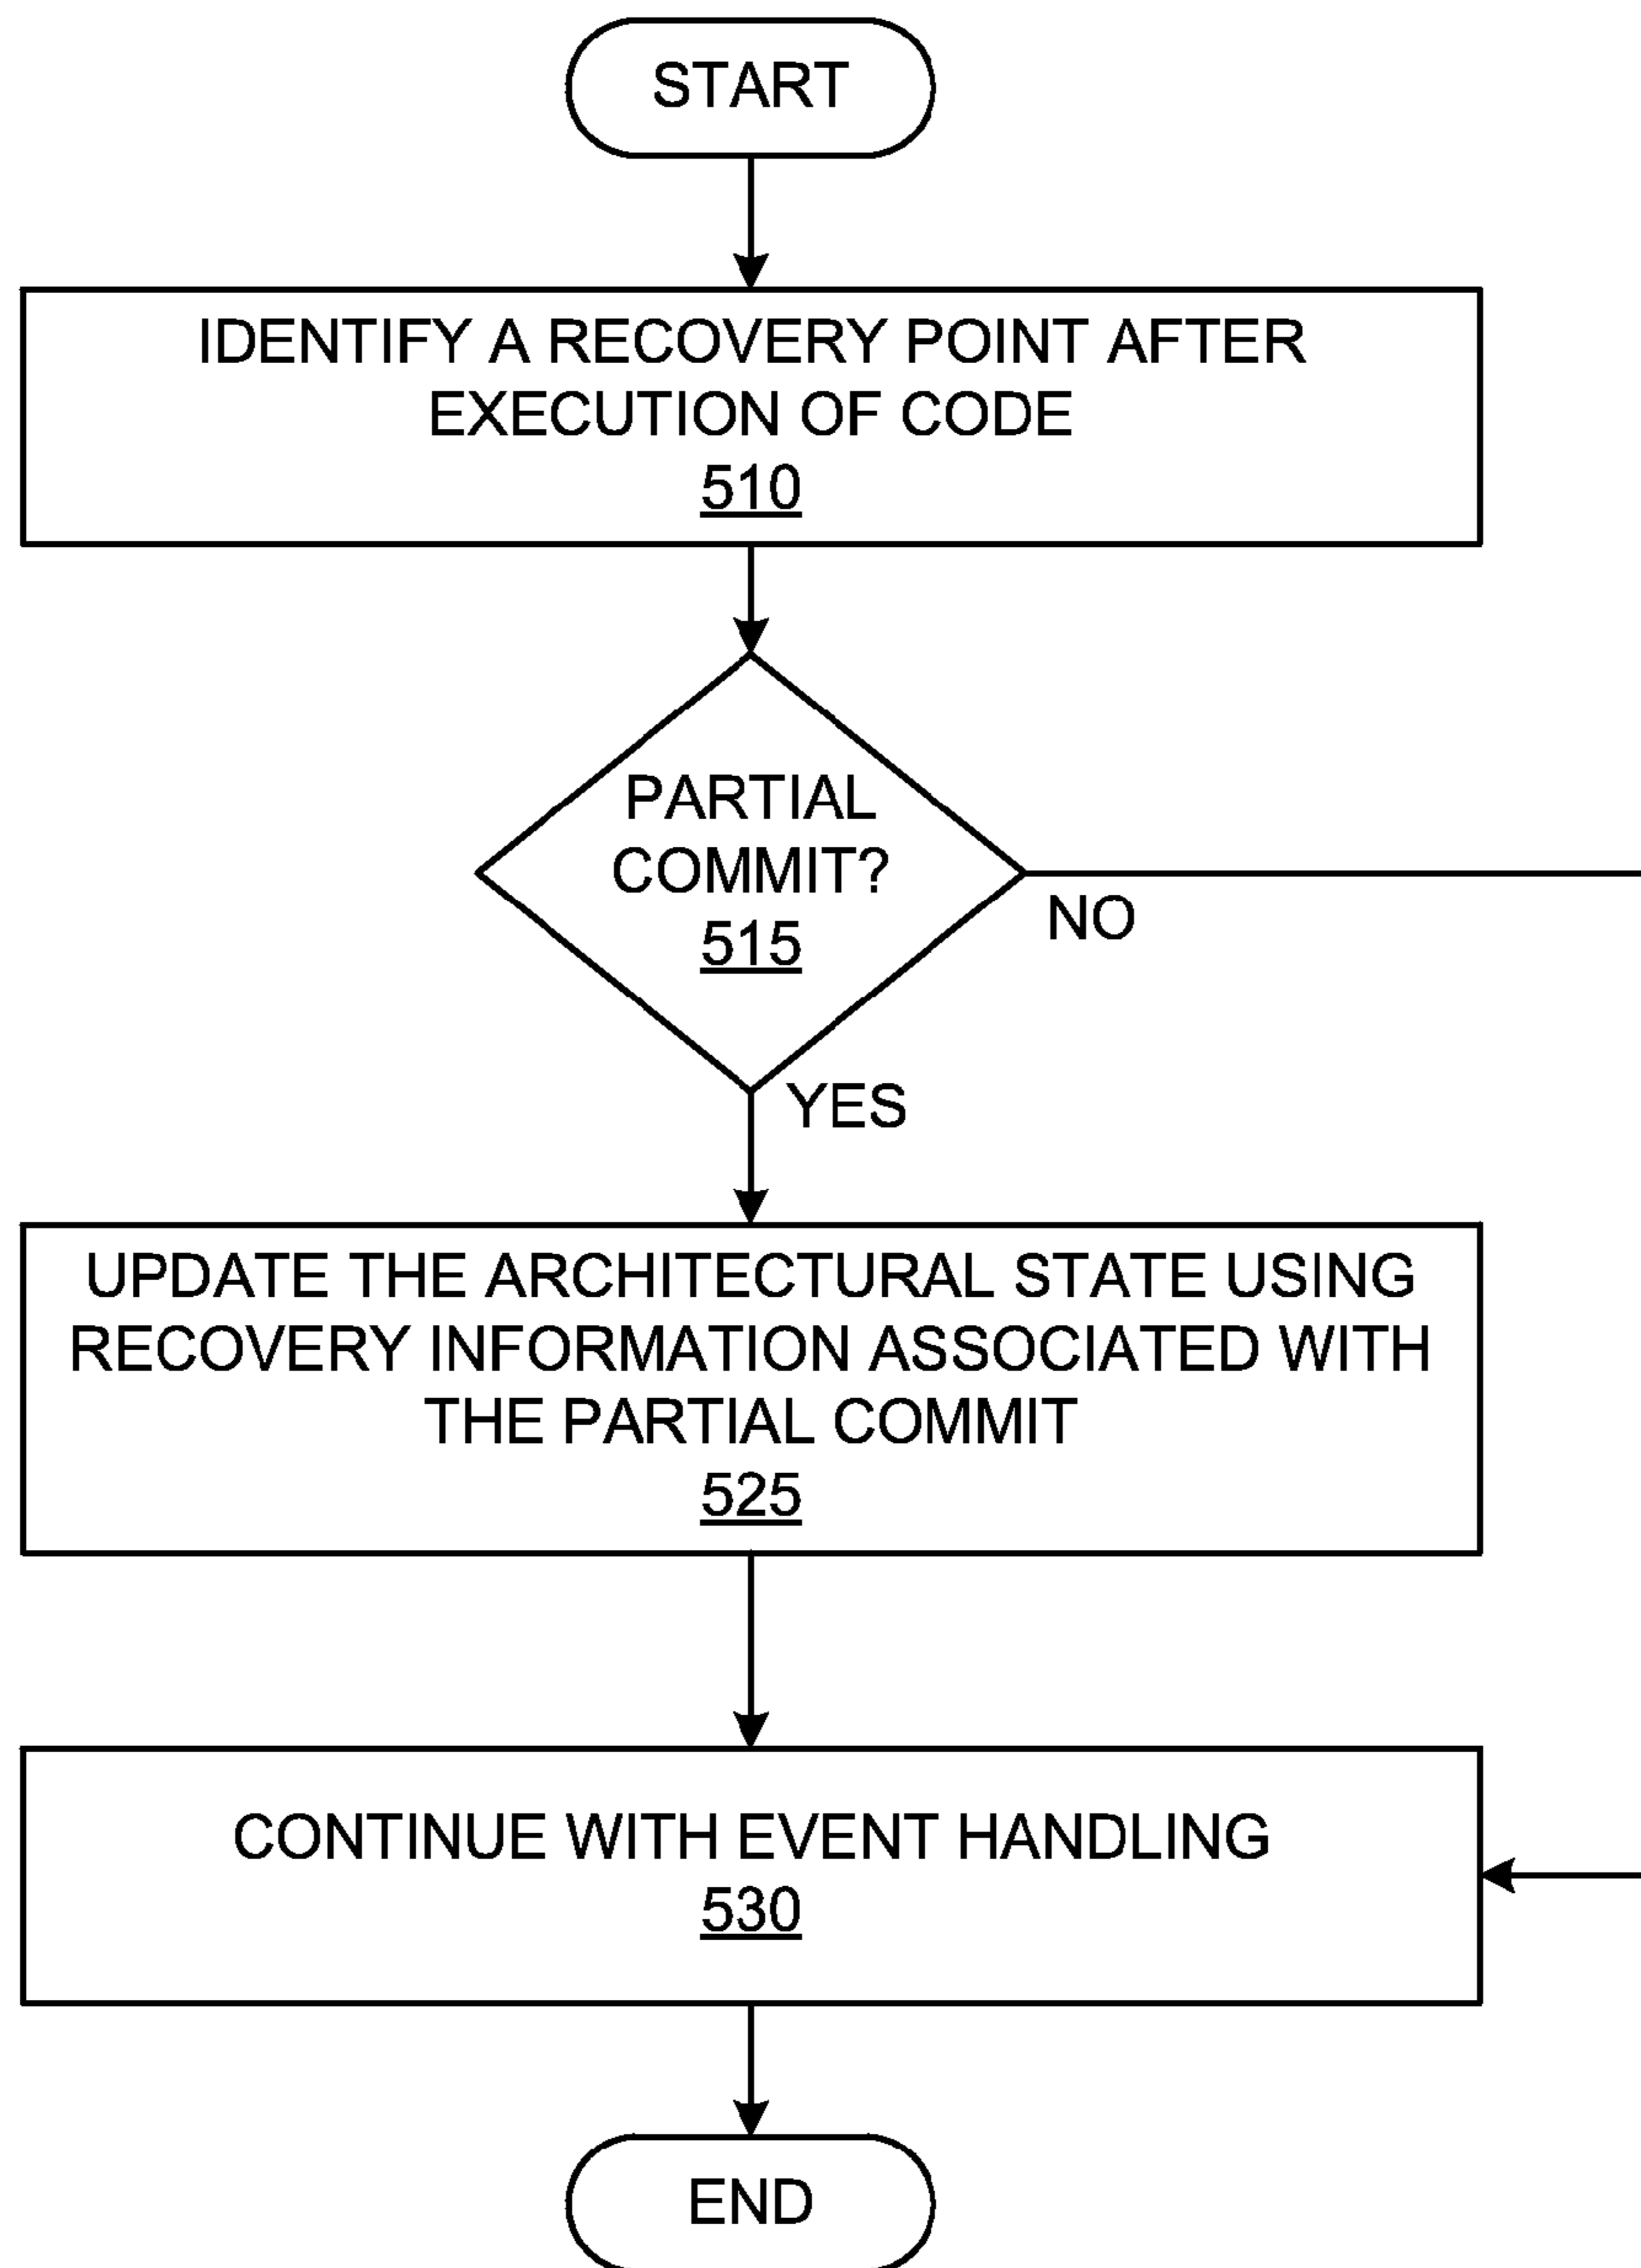 START
IDENTIFY A RECOVERY POINT AFTER
EXECUTION OF CODE
510
PARTIAL
COMMIT?
515
NO
YES
UPDATE THE ARCHITECTURAL STATE USING
RECOVERY INFORMATION ASSOCIATED WITH
THE PARTIAL COMMIT
525
CONTINUE WITH EVENT HANDLING
530
END